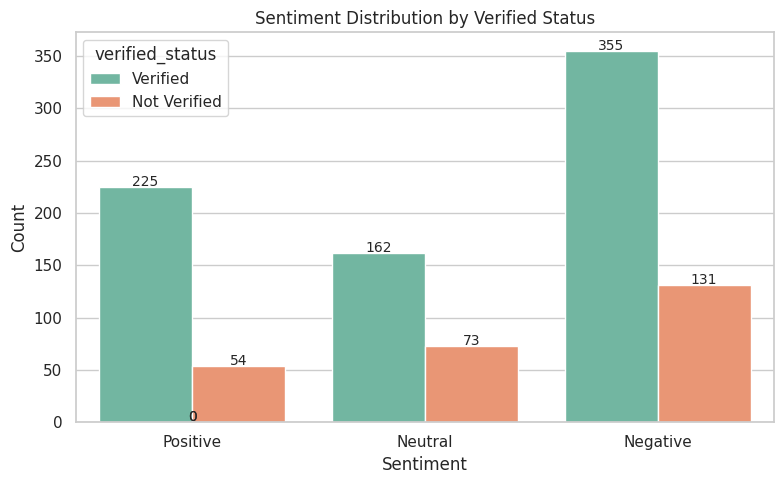 Sentiment Distribution by Verified Status
verified_status
Verified
Not Verified
Count
350
300
250
200
150
100
50
0
225
54
0
162
73
355
131
Positive
Neutral
Negative
Sentiment